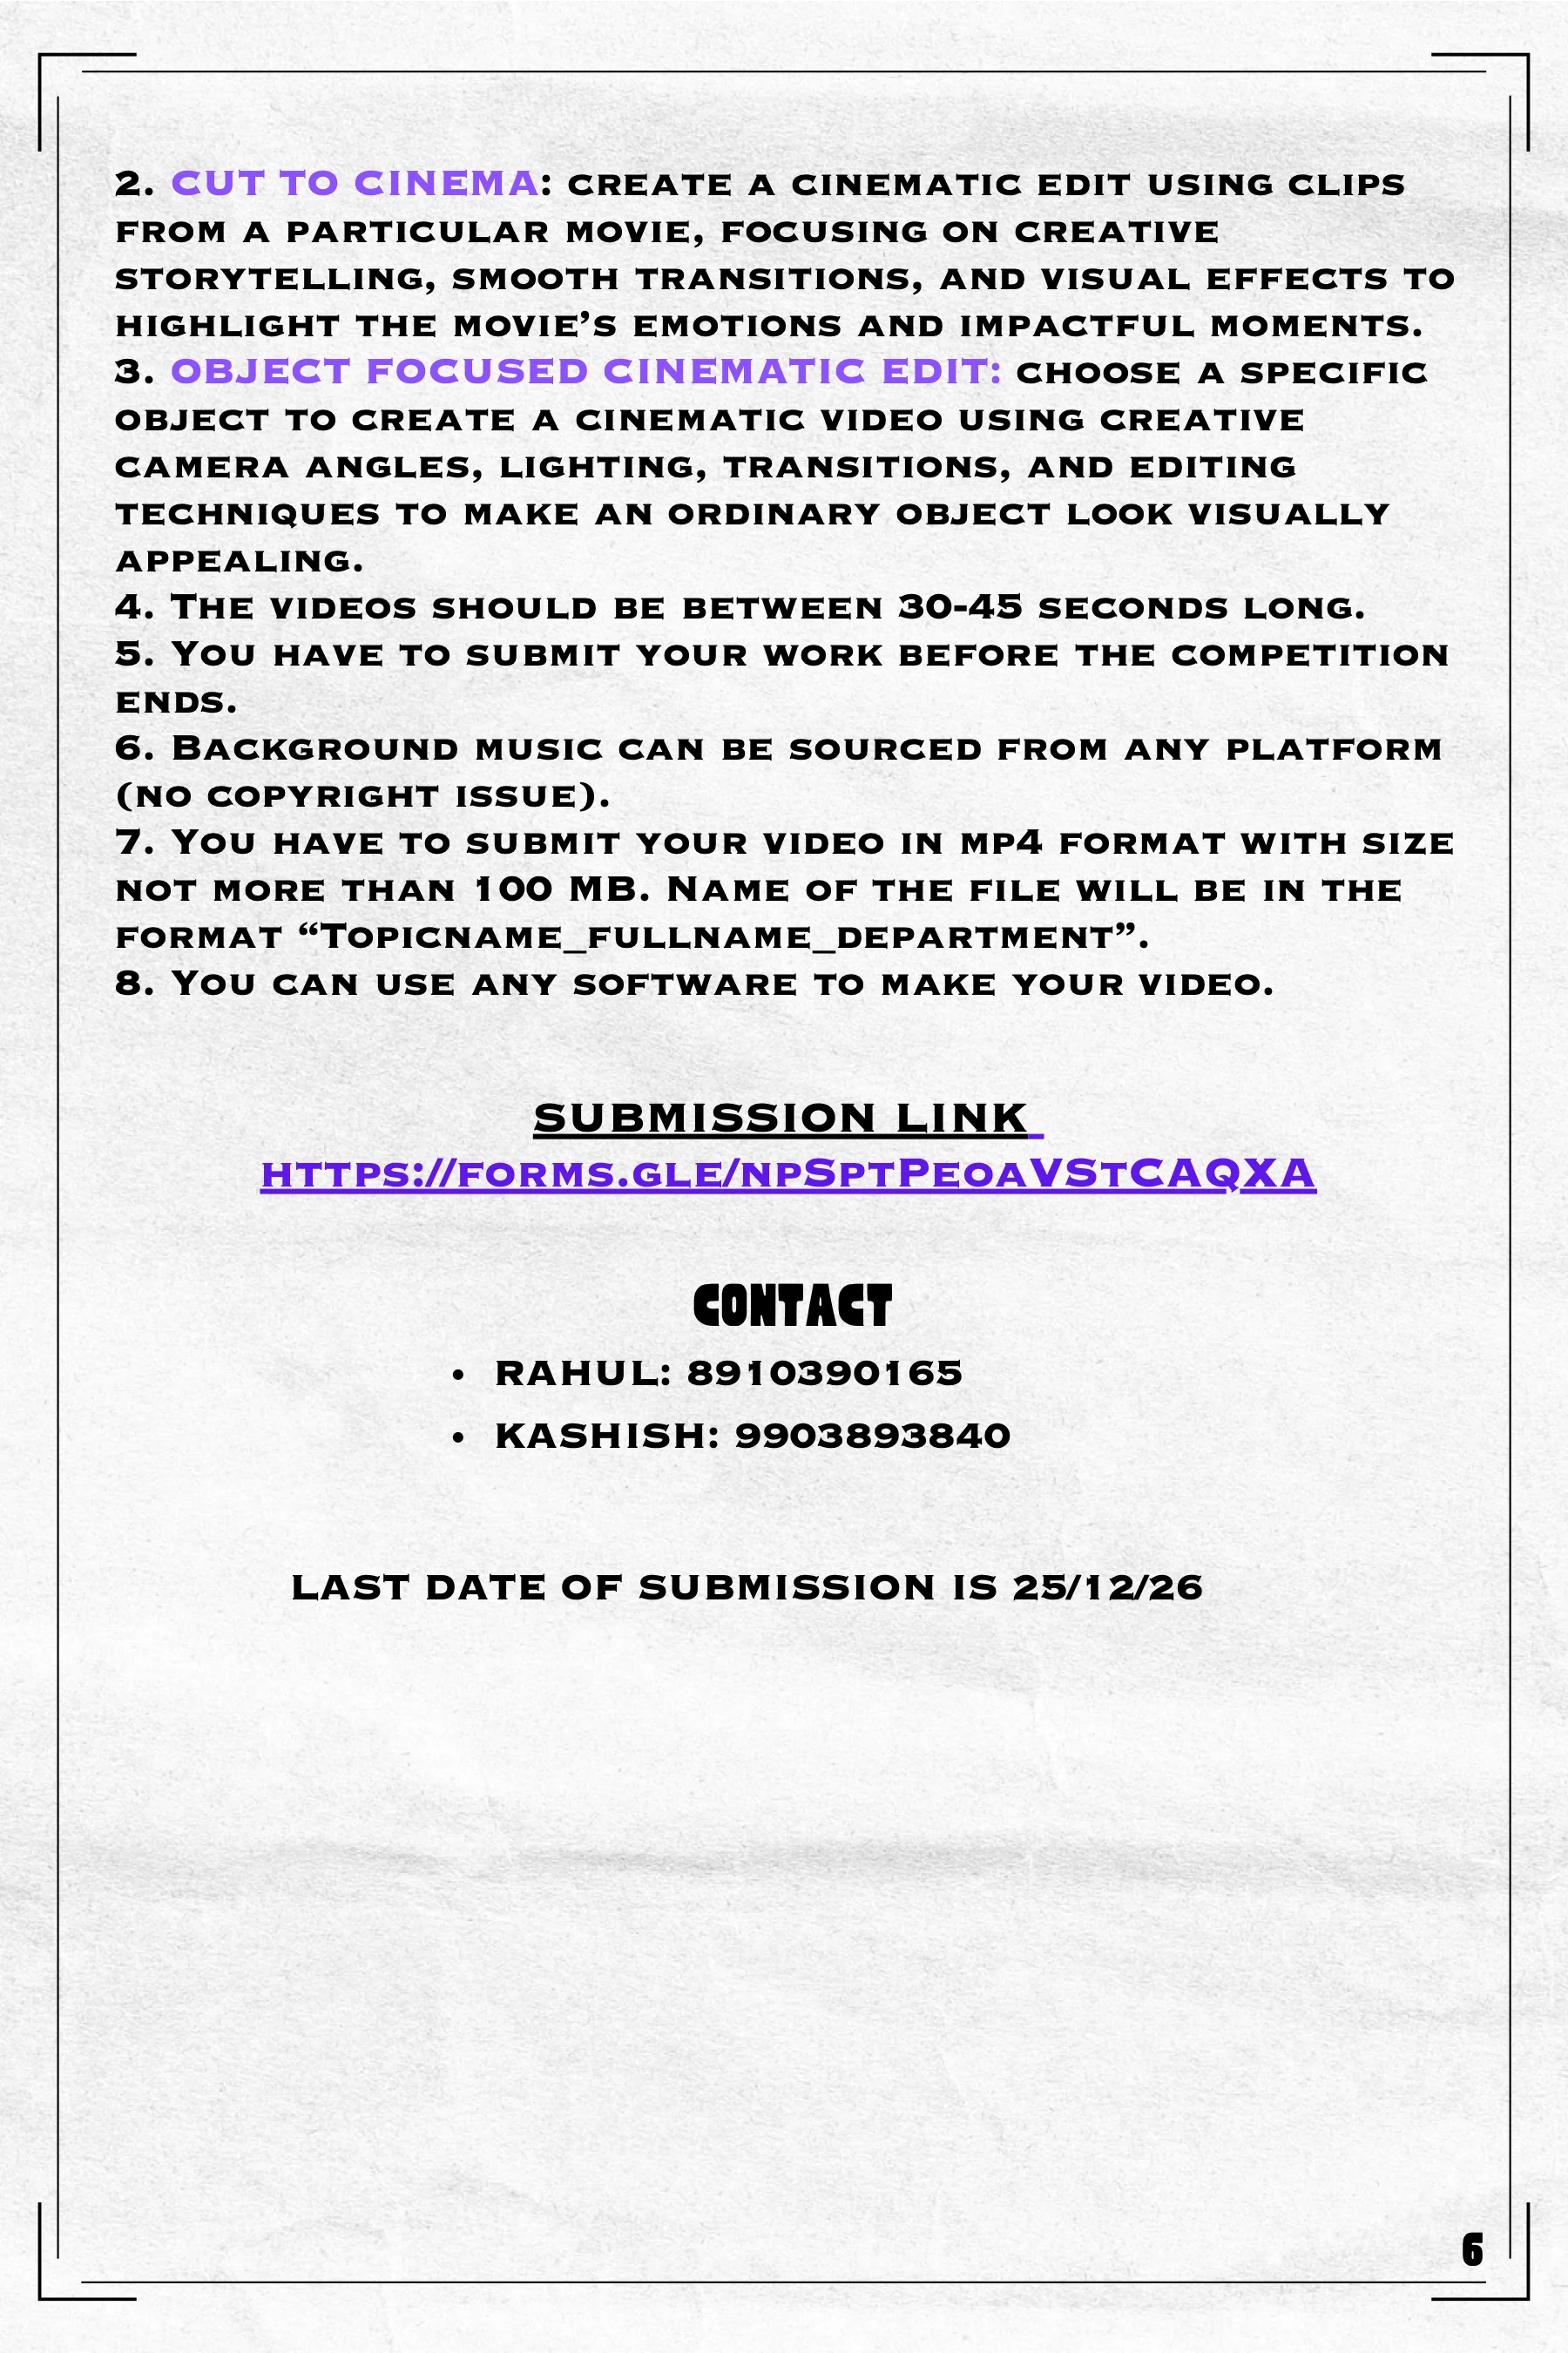 2. CUT TO CINEMA: CREATE A CINEMATIC EDIT USING CLIPS
FROM A PARTICULAR MOVIE, FOCUSING ON CREATIVE
STORYTELLING, SMOOTH TRANSITIONS, AND VISUAL EFFECTS TO
HIGHLIGHT THE MOVIE’S EMOTIONS AND IMPACTFUL MOMENTS.
3. OBJECT FOCUSED CINEMATIC EDIT: CHOOSE A SPECIFIC
OBJECT TO CREATE A CINEMATIC VIDEO USING CREATIVE
CAMERA ANGLES, LIGHTING, TRANSITIONS, AND EDITING
TECHNIQUES TO MAKE AN ORDINARY OBJECT LOOK VISUALLY
APPEALING.
4. The videos should be between 30-45 seconds long.
5. You have to submit your work before the competition
ends.
6. Background music can be sourced from any platform
(no copyright issue).
7. You have to submit your video in mp4 format with size
not more than 100 MB. Name of the file will be in the
format “Topicname_fullname_department”.
8. You can use any software to make your video.
SUBMISSION LINK
https://forms.gle/npSptPeoaVStCAQXA
CONTACT
• RAHUL: 8910390165
• KASHISH: 9903893840
LAST DATE OF SUBMISSION IS 25/12/26
6